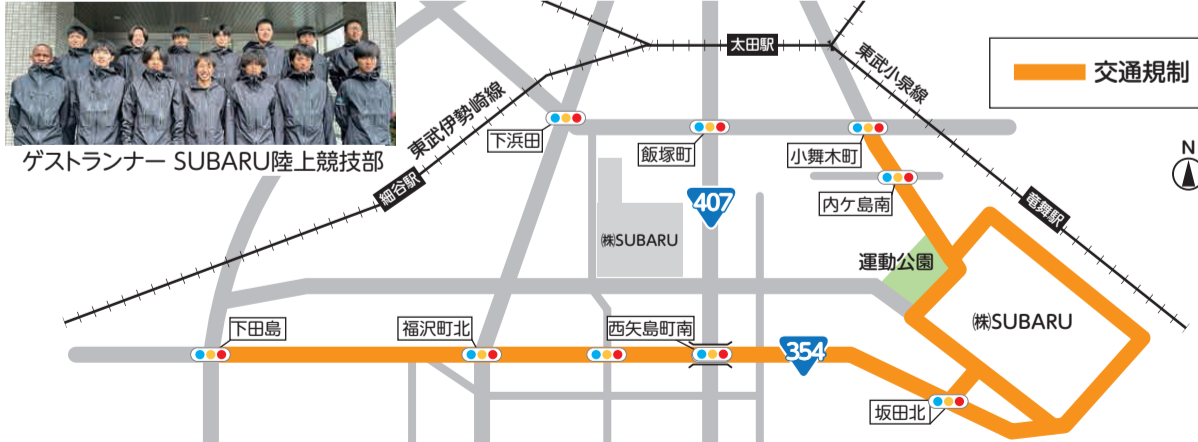 ゲストランナー SUBARU陸上競技部
東武伊勢崎線
細谷駅
太田駅
東武小泉線
竜舞駅
交通規制
N
下浜田
飯塚町
小舞木町
内ケ島南
407
㈱SUBARU
運動公園
㈱SUBARU
下田島
福沢町北
西矢島町南
354
坂田北